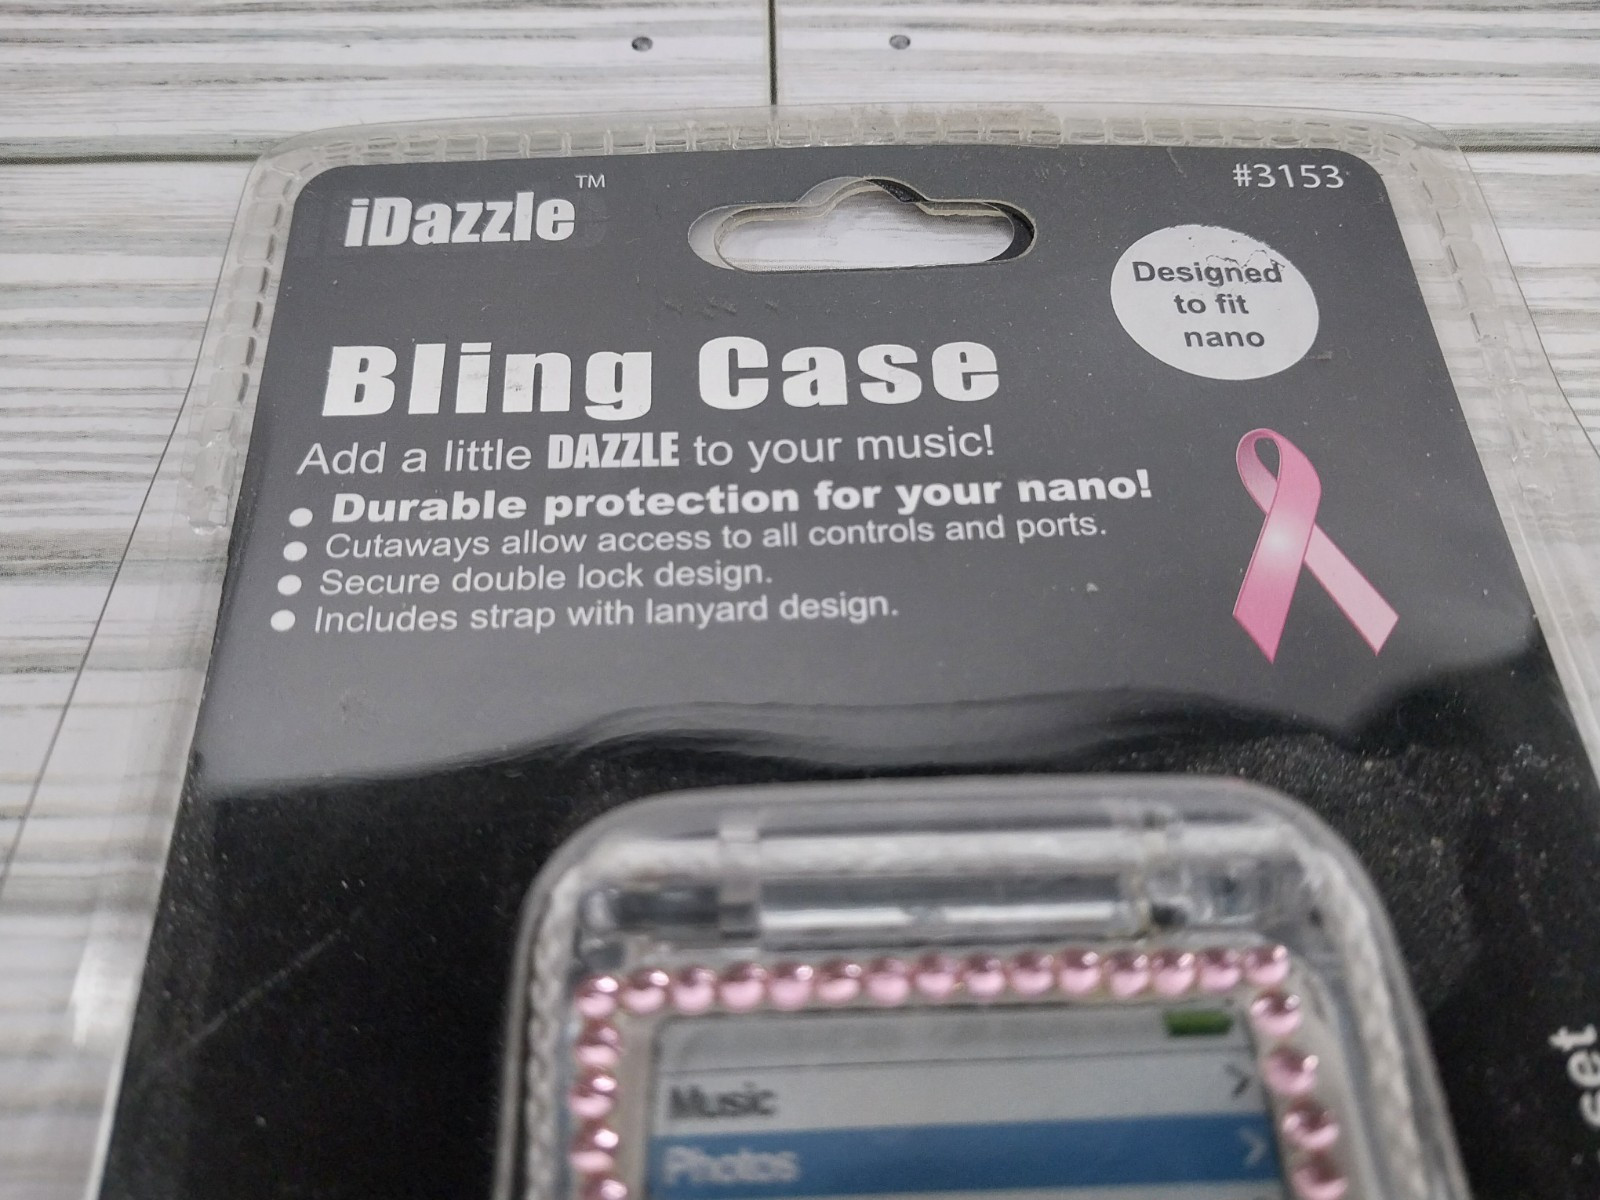 iDazzle™
#3153
Designed
to fit
nano
Bling Case
Add a little DAZZLE to your music!
• Durable protection for your nano!
• Cutaways allow access to all controls and ports.
• Secure double lock design.
• Includes strap with lanyard design.
Music
Photos
set